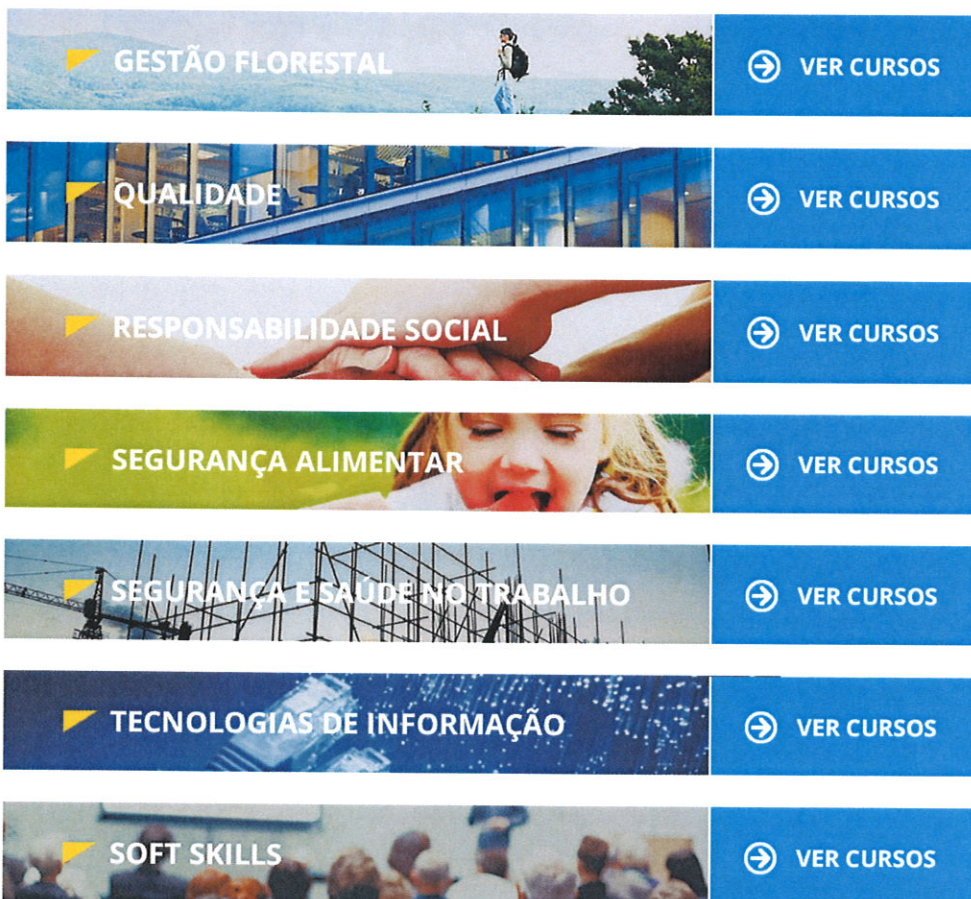 GESTÃO FLORESTAL
VER CURSOS
QUALIDADE
VER CURSOS
RESPONSABILIDADE SOCIAL
VER CURSOS
SEGURANÇA ALIMENTAR
VER CURSOS
SEGURANÇA E SAÚDE NO TRABALHO
VER CURSOS
TECNOLOGIAS DE INFORMAÇÃO
VER CURSOS
SOFT SKILLS
VER CURSOS